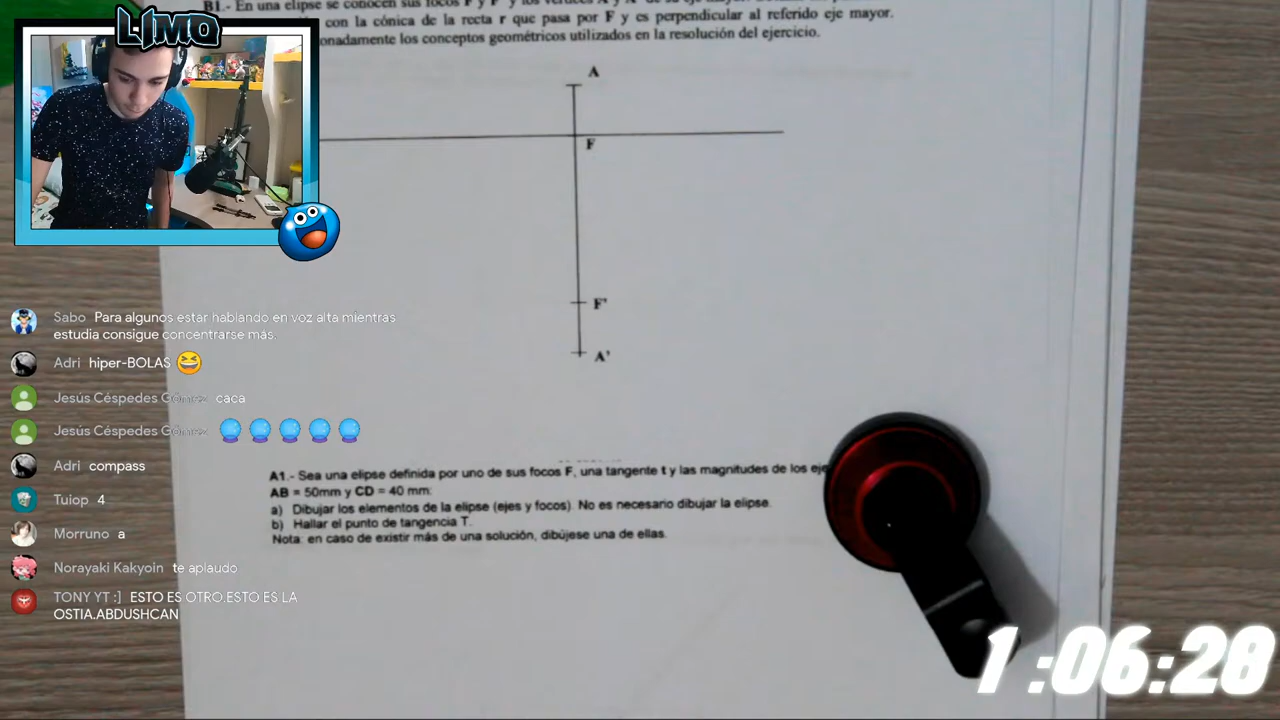 B1.- En una elipse se conocen sus focos F y F' y los vértices A y A' de su eje mayor.
con la cónica de la recta r que pasa por F y es perpendicular al referido eje mayor.
onadamente los conceptos geométricos utilizados en la resolución del ejercicio.
LIMO
A
F
F'
A'
Sabo Para algunos estar hablando en voz alta mientras
estudia consigue concentrarse más.
Adri hiper-BOLAS
Jesús Céspedes Gómez caca
Jesús Céspedes Gómez
Adri compass
Tuiop 4
Morruno a
Norayaki Kakyoin te aplaudo
TONY YT :] ESTO ES OTRO.ESTO ES LA
OSTIA.ABDUSHCAN
A1.- Sea una elipse definida por uno de sus focos F, una tangente t y las magnitudes de los eje
AB = 50mm y CD = 40 mm:
a) Dibujar los elementos de la elipse (ejes y focos). No es necesario dibujar la elipse.
b) Hallar el punto de tangencia T.
Nota: en caso de existir más de una solución, dibújese una de ellas.
1:06:28